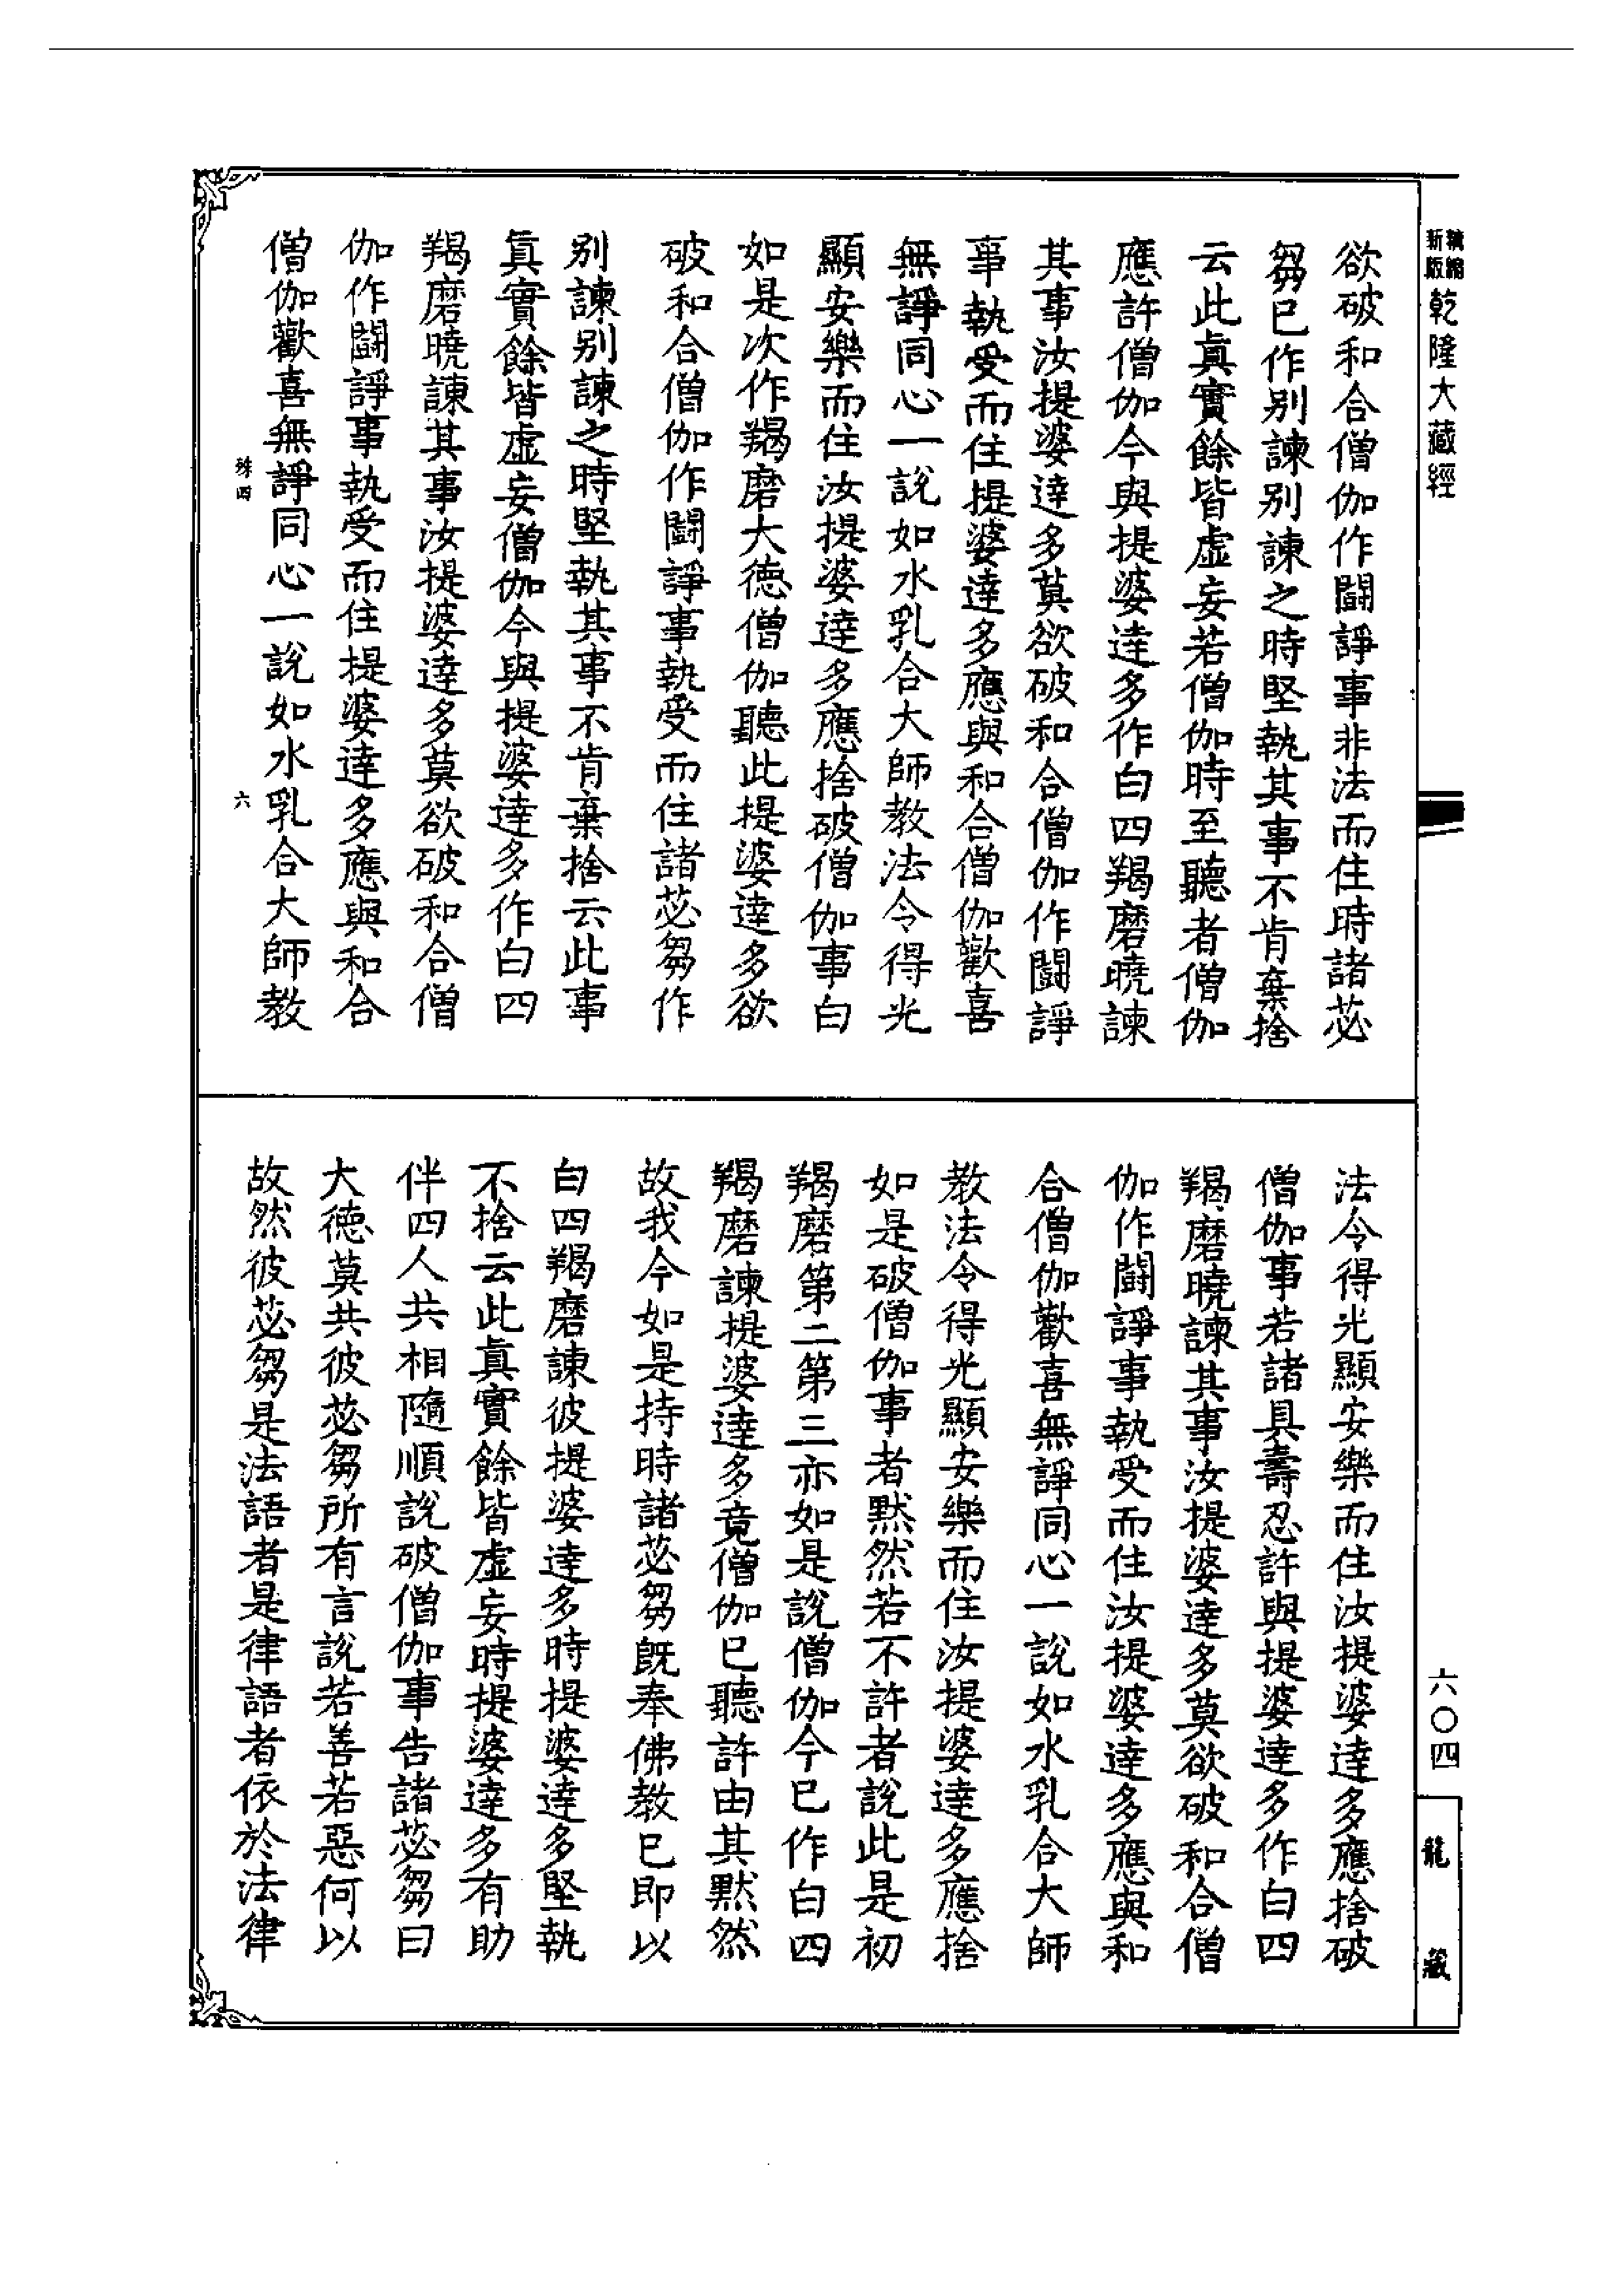 新版
精縮
乾隆大藏經
欲破和合僧伽作鬪諍事非法而住時諸苾
芻已作別諫別諫之時堅執其事不肯棄捨
云此眞實餘皆虛妄若僧伽時至聽者僧伽
應許僧伽今與提婆達多作白四羯磨曉諫
其事汝提婆達多莫欲破和合僧伽作鬪諍
事執受而住提婆達多應與和合僧伽歡喜
無諍同心一說如水乳合大師教法令得光
顯安樂而住汝提婆達多應捨破僧伽事白
如是次作羯磨大德僧伽聽此提婆達多欲
破和合僧伽作鬪諍事執受而住諸苾芻作
別諫別諫之時堅執其事不肯棄捨云此事
眞實餘皆虛妄僧伽今與提婆達多作白四
羯磨曉諫其事汝提婆達多莫欲破和合僧
伽作鬪諍事執受而住提婆達多應與和合
僧伽歡喜無諍同心一說如水乳合大師教
殊四
六
法令得光顯安樂而住汝提婆達多應捨破
僧伽事若諸具壽忍許與提婆達多作白四
羯磨曉諫其事汝提婆達多莫欲破和合僧
伽作鬪諍事執受而住汝提婆達多應與和
合僧伽歡喜無諍同心一說如水乳合大師
教法令得光顯安樂而住汝提婆達多應捨
如是破僧伽事者默然若不許者說此是初
羯磨第二第三亦如是說僧伽今已作白四
羯磨諫提婆達多竟僧伽已聽許由其默然
故我今如是持時諸苾芻旣奉佛教已即以
白四羯磨諫彼提婆達多時提婆達多堅執
不捨云此眞實餘皆虛妄時提婆達多有助
伴四人共相隨順說破僧伽事告諸苾芻曰
大德莫共彼苾芻所有言說若善若惡何以
故然彼苾芻是法語者是律語者依於法律
六〇四
龍藏